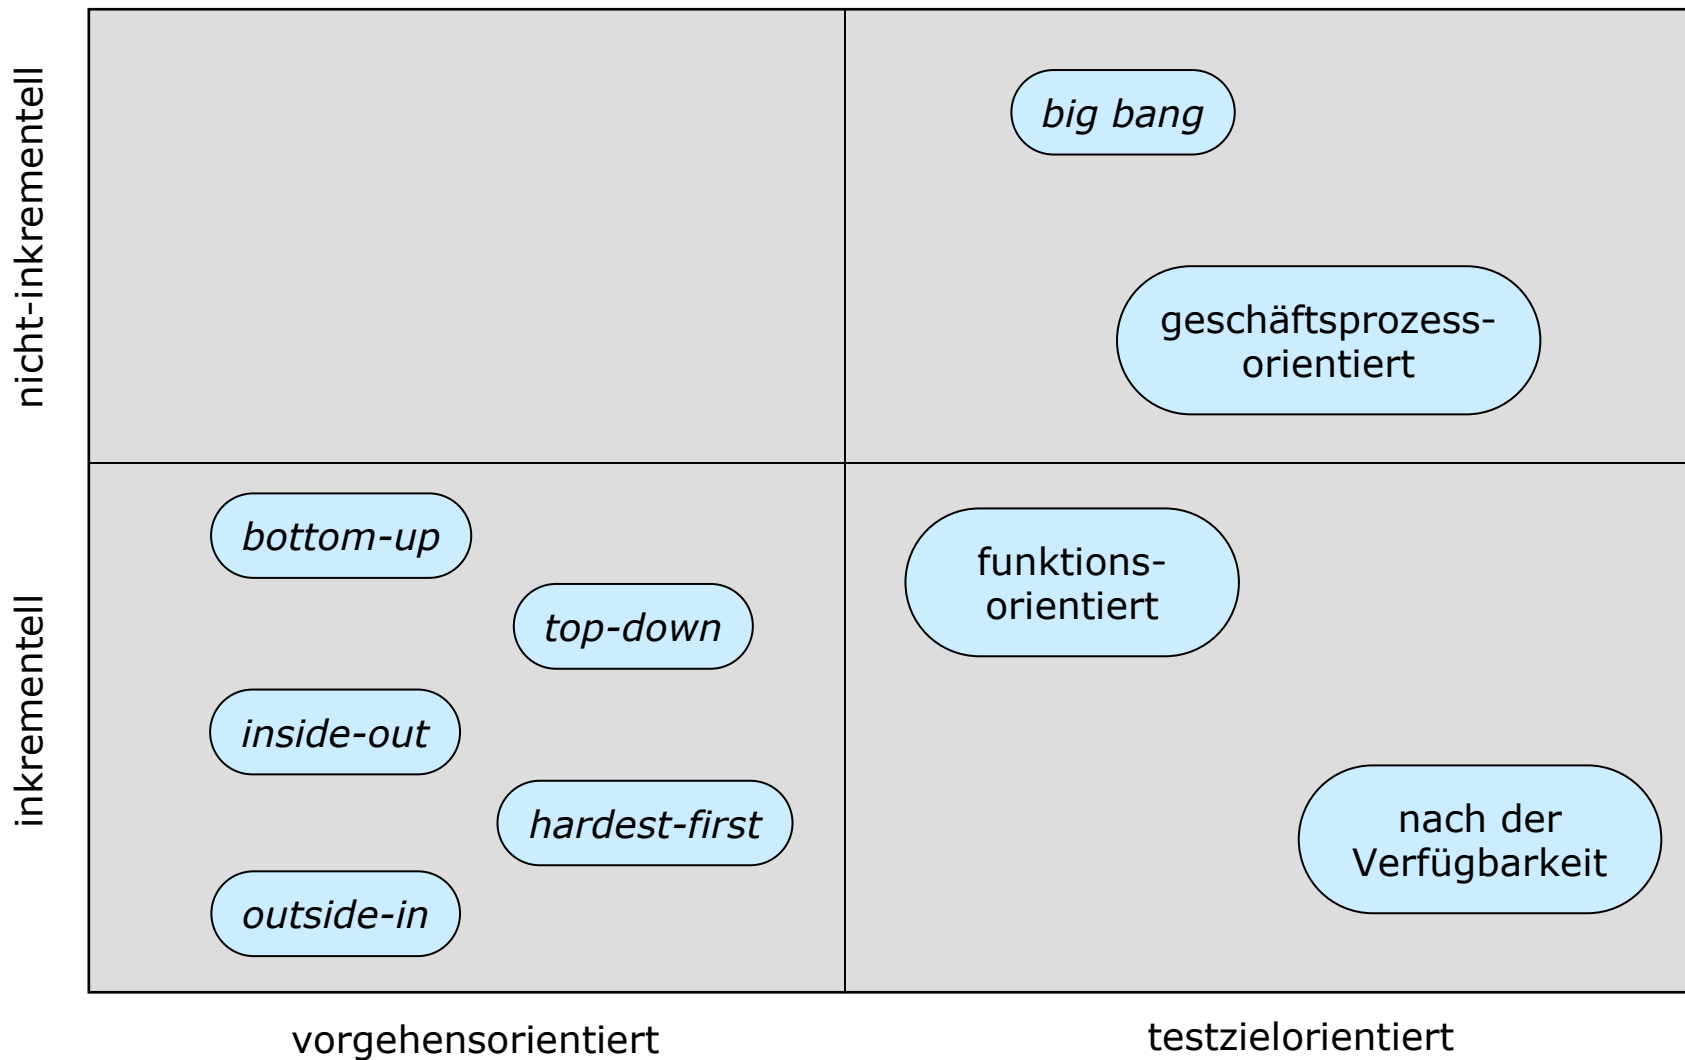 nicht-inkrementell
big bang
geschäftsprozess-
orientiert
inkrementell
bottom-up
top-down
inside-out
hardest-first
outside-in
funktions-
orientiert
nach der
Verfügbarkeit
vorgehensorientiert
testzielorientiert